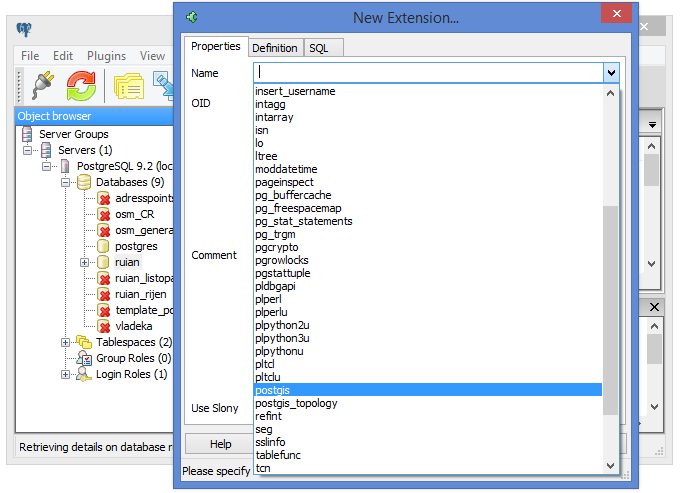 New Extension...
File Edit Plugins View
Object browser
Server Groups
Servers (1)
PostgreSQL 9.2 (loc
Databases (9)
adresspoints
osm_CR
osm_genera
postgres
ruian
ruian_listopa
ruian_rijen
template_po
vladeka
Tablespaces (2)
Group Roles (0)
Login Roles (1)
Retrieving details on database r
Properties Definition SQL
Name
OID
Comment
Use Slony
insert_username
intagg
intarray
isn
lo
ltree
moddatetime
pageinspect
pg_buffercache
pg_freespacemap
pg_stat_statements
pg_trgm
pgcrypto
pgrowlocks
pgstattuple
pldbgapi
plperl
plperlu
plpython2u
plpython3u
plpythonu
pltcl
pltclu
postgis
postgis_topology
refint
seg
sslinfo
tablefunc
tcn
Help
Please specify